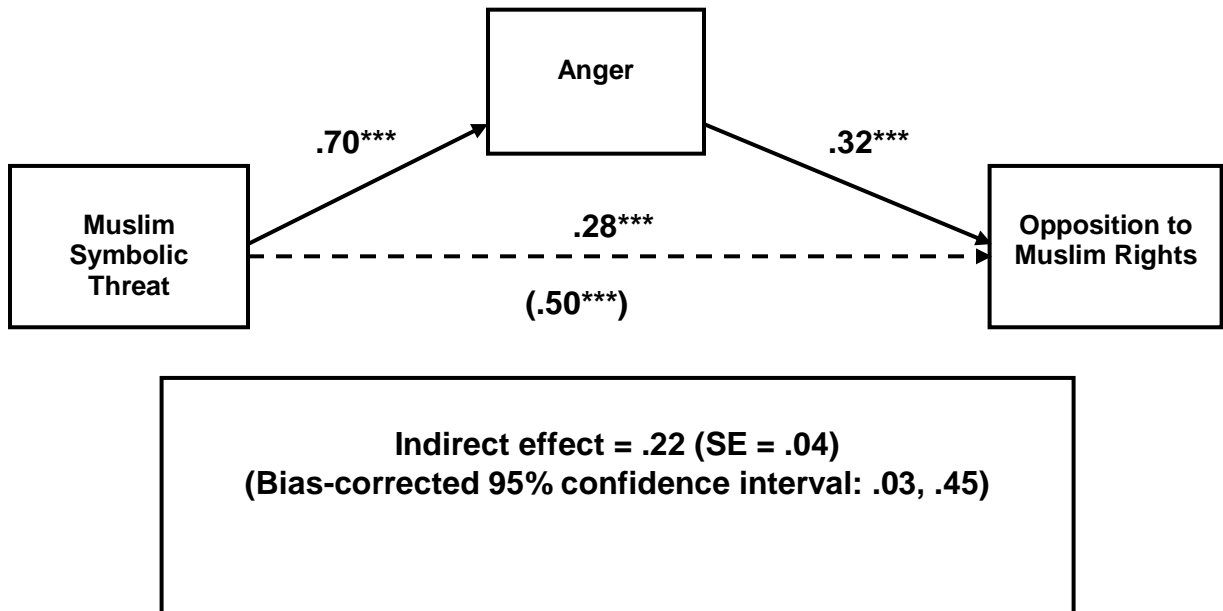 Anger
.70***
.32***
Muslim
Symbolic
Threat
.28***
(.50***)
Opposition to
Muslim Rights
Indirect effect = .22 (SE = .04)
(Bias-corrected 95% confidence interval: .03, .45)